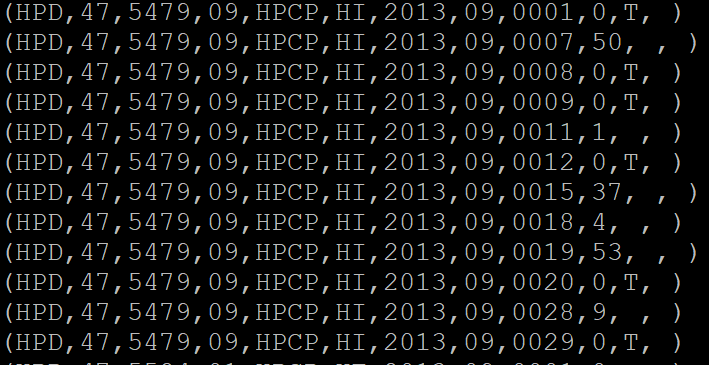 (HPD,47,5479,09,HPCP,HI,2013,09,0001,0,T, )
(HPD,47,5479,09,HPCP,HI,2013,09,0007,50, , )
(HPD,47,5479,09,HPCP,HI,2013,09,0008,0,T, )
(HPD,47,5479,09,HPCP,HI,2013,09,0009,0,T, )
(HPD,47,5479,09,HPCP,HI,2013,09,0011,1, , )
(HPD,47,5479,09,HPCP,HI,2013,09,0012,0,T, )
(HPD,47,5479,09,HPCP,HI,2013,09,0015,37, , )
(HPD,47,5479,09,HPCP,HI,2013,09,0018,4, , )
(HPD,47,5479,09,HPCP,HI,2013,09,0019,53, , )
(HPD,47,5479,09,HPCP,HI,2013,09,0020,0,T, )
(HPD,47,5479,09,HPCP,HI,2013,09,0028,9, , )
(HPD,47,5479,09,HPCP,HI,2013,09,0029,0,T, )